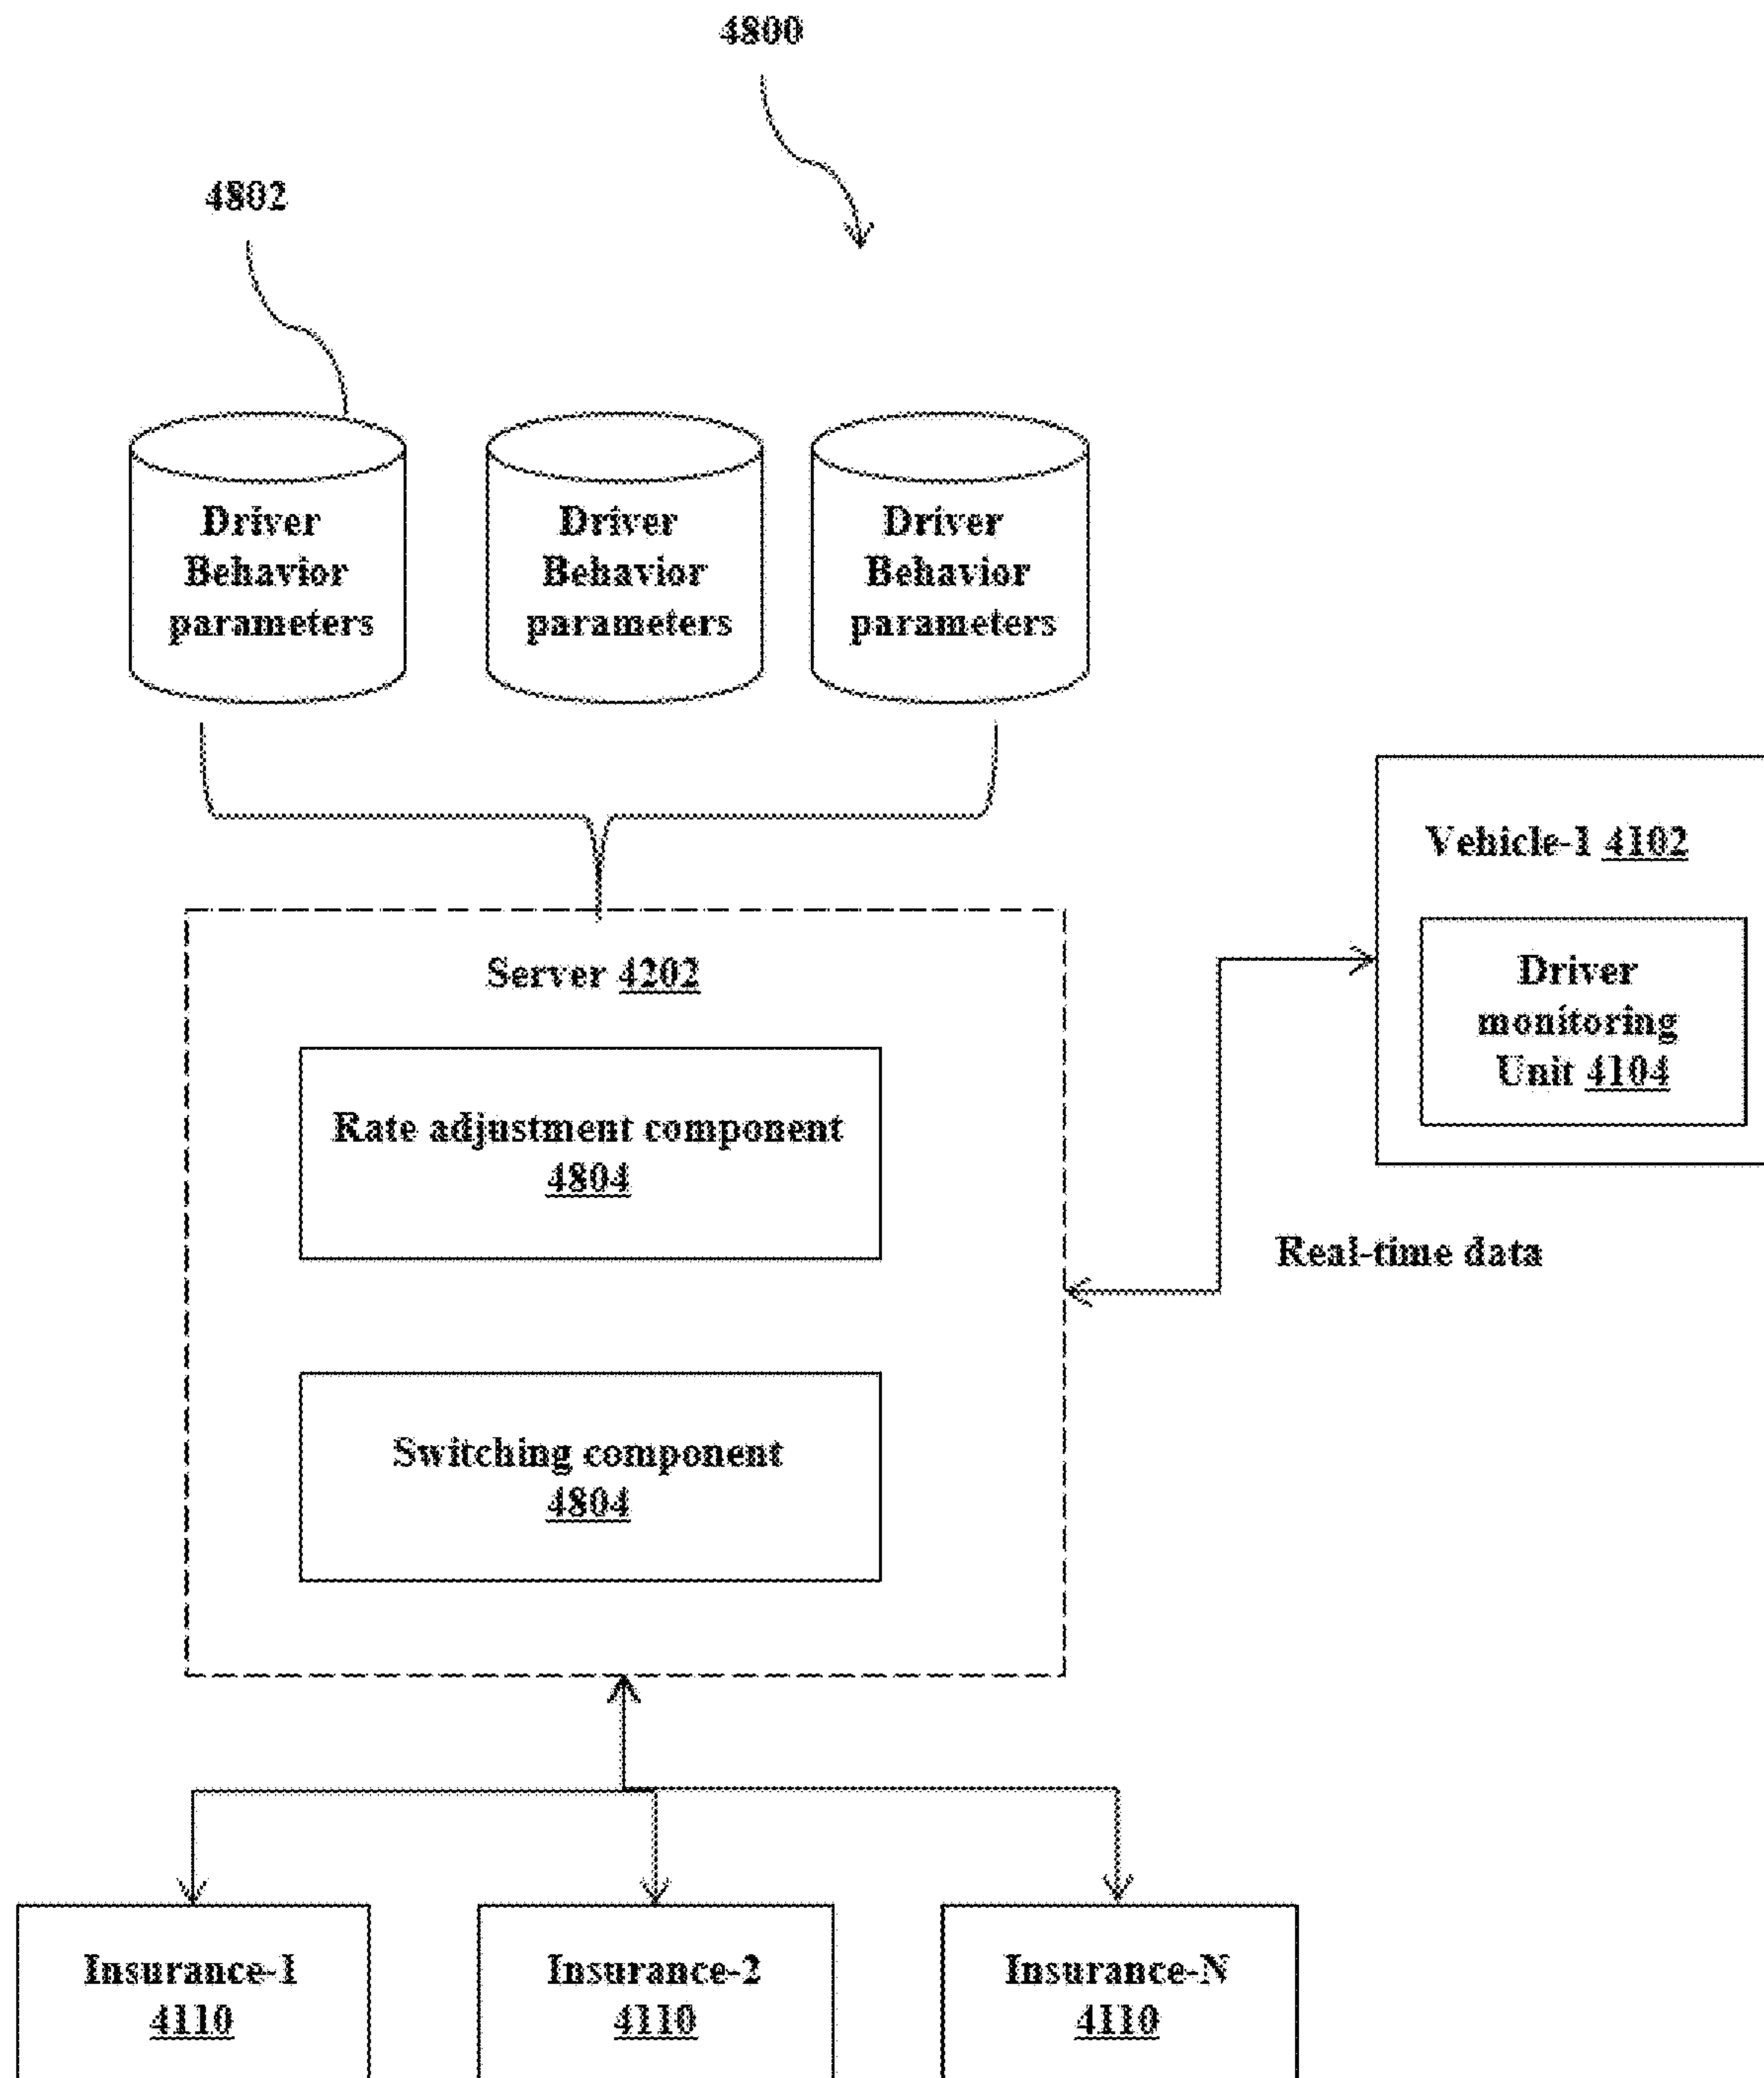 4800
4802
Driver
Behavior
parameters
Driver
Behavior
parameters
Driver
Behavior
parameters
Vehicle-1 4102
Driver
monitoring
Unit 4104
Server 4202
Rate adjustment component
4804
Real-time data
Switching component
4804
Insurance-1
4110
Insurance-2
4110
Insurance-N
4110